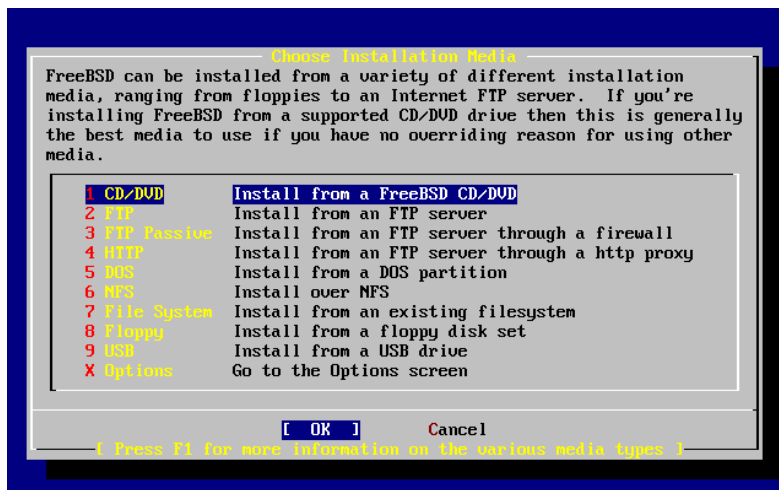 Choose Installation Media
FreeBSD can be installed from a variety of different installation
media, ranging from floppies to an Internet FTP server.  If you're
installing FreeBSD from a supported CD/DVD drive then this is generally
the best media to use if you have no overriding reason for using other
media.
1 CD/DVD Install from a FreeBSD CD/DVD
2 FTP Install from an FTP server
3 FTP Passive Install from an FTP server through a firewall
4 HTTP Install from an FTP server through a http proxy
5 DOS Install from a DOS partition
6 NFS Install over NFS
7 File System Install from an existing filesystem
8 Floppy Install from a floppy disk set
9 USB Install from a USB drive
X Options Go to the Options screen
[ OK ] Cancel
[ Press F1 for more information on the various media types ]